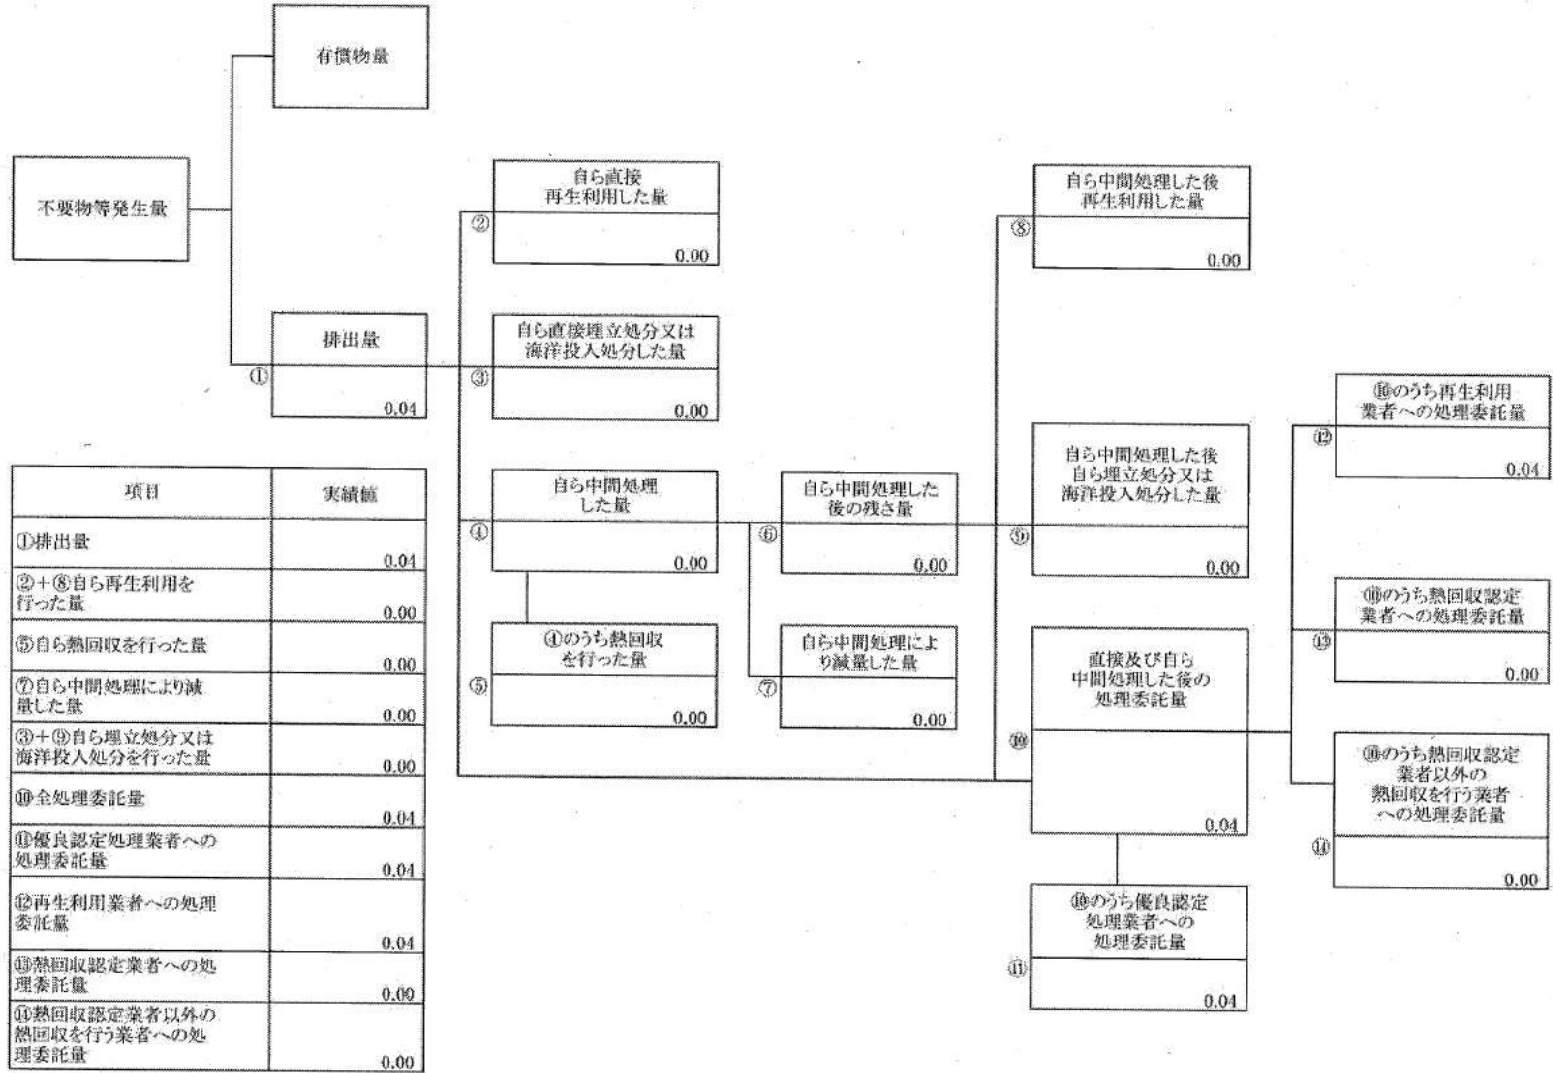 有償物量
不要物等発生量
排出量
①
0.04
自ら直接
再生利用した量
②
0.00
自ら直接埋立処分又は
海洋投入処分した量
③
0.00
自ら中間処理
した量
④
0.00
④のうち熱回収
を行った量
⑤
0.00
自ら中間処理した
後の残さ量
⑥
0.00
自ら中間処理によ
り減量した量
⑦
0.00
自ら中間処理した後
再生利用した量
⑧
0.00
自ら中間処理した後
自ら埋立処分又は
海洋投入処分した量
⑨
0.00
直接及び自ら
中間処理した後の
処理委託量
⑩
0.04
⑩のうち優良認定
処理業者への
処理委託量
⑪
0.04
⑩のうち再生利用
業者への処理委託量
⑫
0.04
⑩のうち熱回収認定
業者への処理委託量
⑬
0.00
⑩のうち熱回収認定
業者以外の
熱回収を行う業者
への処理委託量
⑭
0.00
項目 実績値
①排出量
0.04
②+⑧自ら再生利用を
行った量
0.00
⑤自ら熱回収を行った量
0.00
⑦自ら中間処理により減
量した量
0.00
③+⑨自ら埋立処分又は
海洋投入処分を行った量
0.00
⑩全処理委託量
0.04
⑪優良認定処理業者への
処理委託量
0.04
⑫再生利用業者への処理
委託量
0.04
⑬熱回収認定業者への処
理委託量
0.00
⑭熱回収認定業者以外の
熱回収を行う業者への処
理委託量
0.00